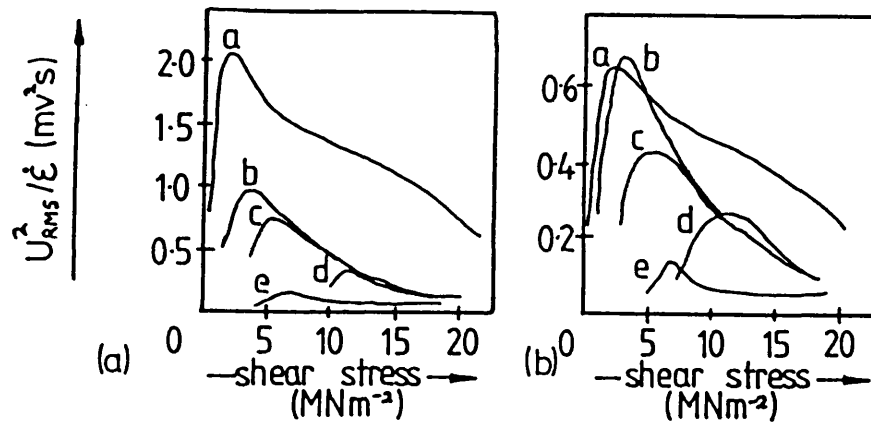 U²RMS/ε̇ (mv²s)
2·0
1·5
1·0
0·5
0
a
b
c
d
e
5 10 15 20
(a)
shear stress
(MNm⁻²)
0·6
0·4
0·2
0
a b
c
d
e
5 10 15 20
(b)
shear stress
(MNm⁻²)